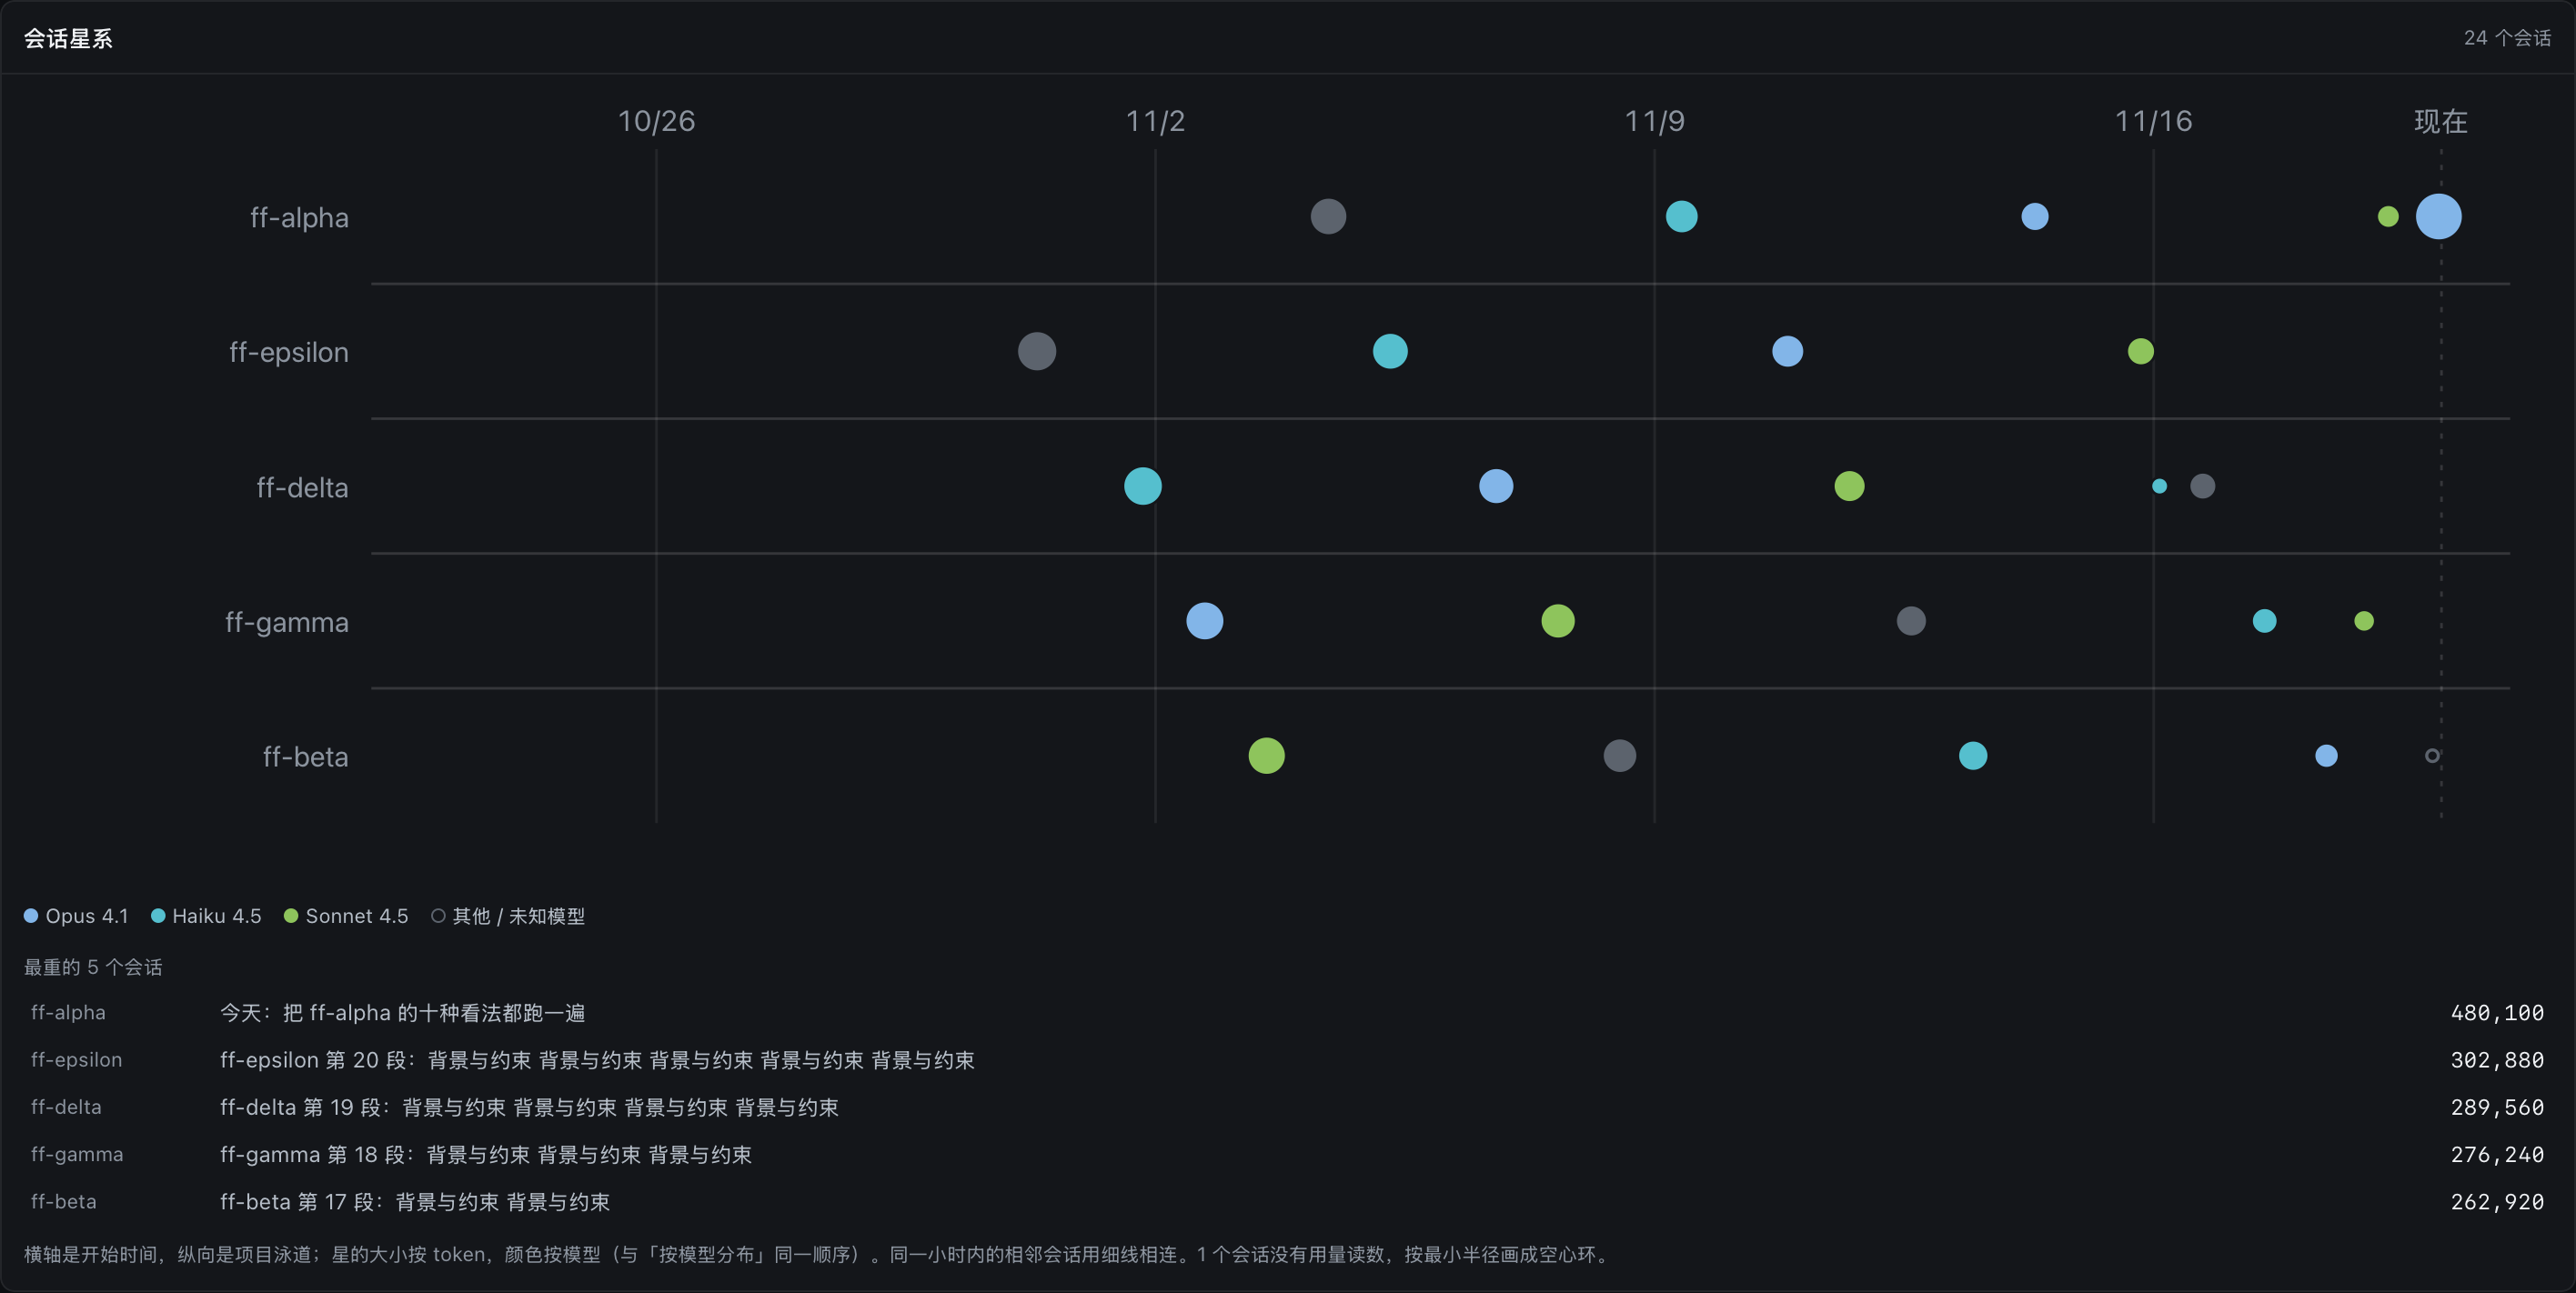 会话星系
24 个会话
10/26 11/2 11/9 11/16 现在
ff-alpha
ff-epsilon
ff-delta
ff-gamma
ff-beta
Opus 4.1 Haiku 4.5 Sonnet 4.5 其他 / 未知模型
最重的 5 个会话
ff-alpha 今天：把 ff-alpha 的十种看法都跑一遍 480,100
ff-epsilon ff-epsilon 第 20 段：背景与约束 背景与约束 背景与约束 背景与约束 背景与约束 302,880
ff-delta ff-delta 第 19 段：背景与约束 背景与约束 背景与约束 背景与约束 289,560
ff-gamma ff-gamma 第 18 段：背景与约束 背景与约束 背景与约束 276,240
ff-beta ff-beta 第 17 段：背景与约束 背景与约束 262,920
横轴是开始时间，纵向是项目泳道；星的大小按 token，颜色按模型（与「按模型分布」同一顺序）。同一小时内的相邻会话用细线相连。1 个会话没有用量读数，按最小半径画成空心环。